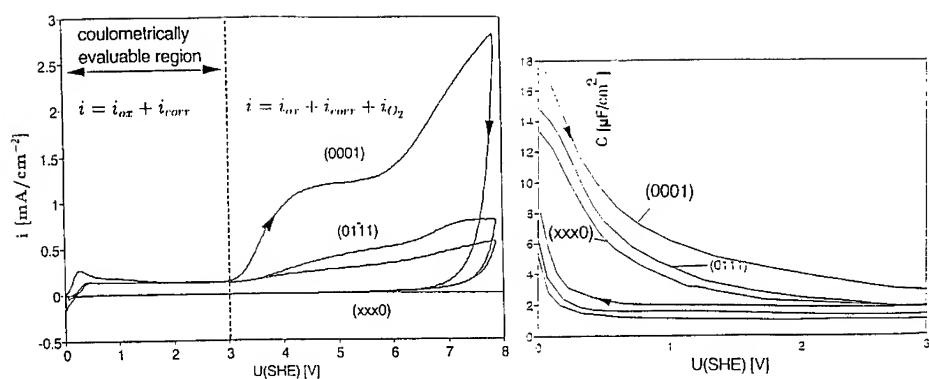 coulometrically
evaluable region
i = i_ox + i_corr
i = i_ox + i_corr + i_O2
(0001)
(01̄11)
(xxx0)
i [mA/cm⁻²]
3
2.5
2
1.5
1
0.5
0
-0.5
0 1 2 3 4 5 6 7 8
U(SHE) [V]
C [µF/cm²]
18
16
14
12
10
8
6
4
2
0
(0001)
(xxx0)
(01̄11)
0 1 2 3
U(SHE) [V]